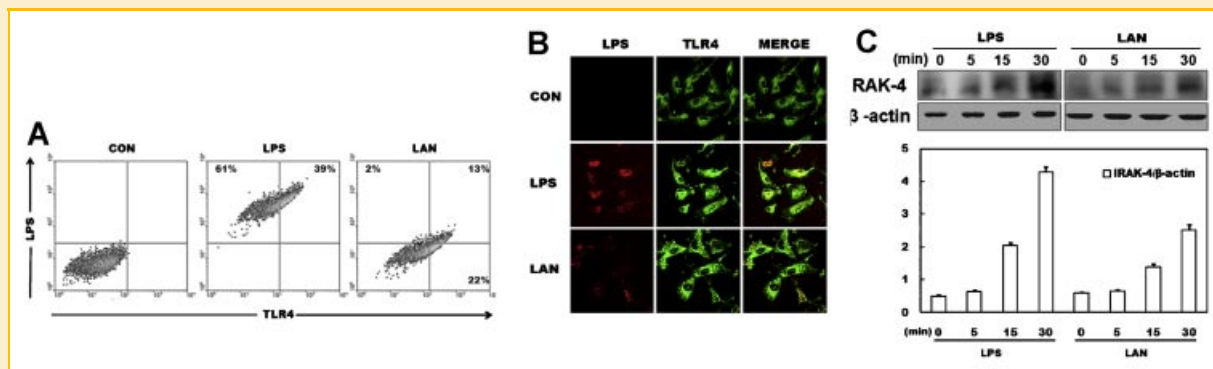 A
CON LPS LAN
61% 39% 2% 13%
22%
LPS
TLR4
B
LPS TLR4 MERGE
CON
LPS
LAN
C
LPS LAN
(min) 0 5 15 30 0 5 15 30
RAK-4
β -actin
IRAK-4/β-actin
5
4
3
2
1
0
(min) 0 5 15 30 0 5 15 30
LPS LAN